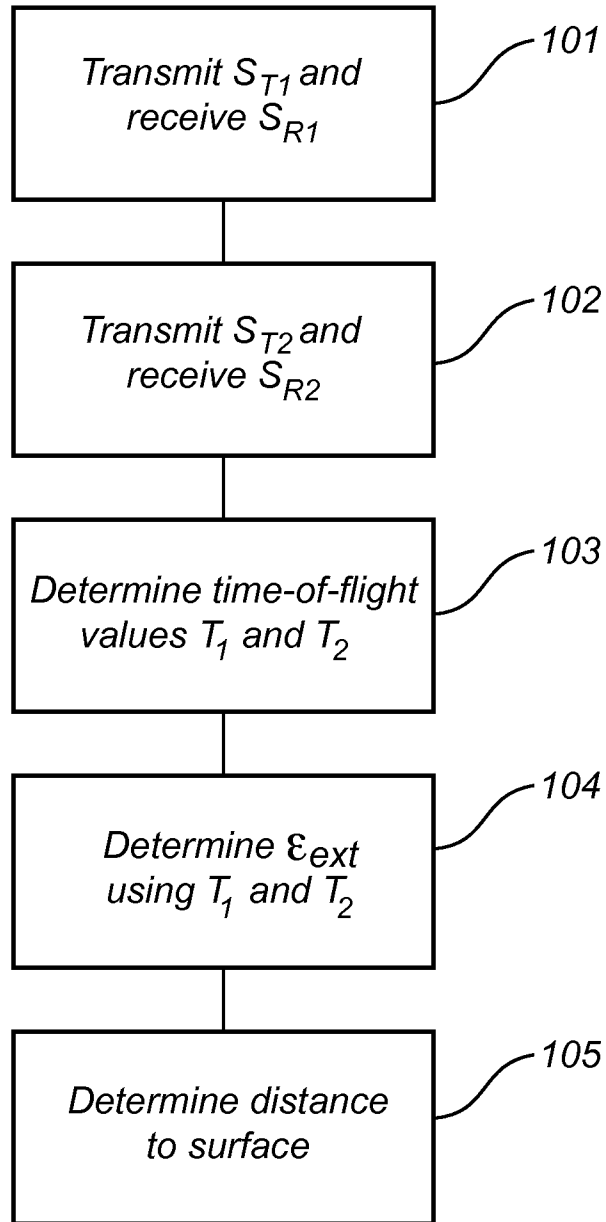 Transmit S_T1 and
receive S_R1
101
Transmit S_T2 and
receive S_R2
102
Determine time-of-flight
values T_1 and T_2
103
Determine ε_ext
using T_1 and T_2
104
Determine distance
to surface
105